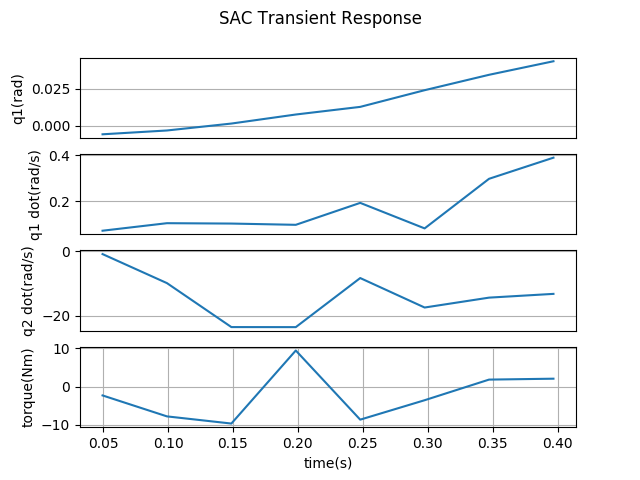 SAC Transient Response
q1(rad)
0.025
0.000
q1 dot(rad/s)
0.4
0.2
q2 dot(rad/s)
0
−20
torque(Nm)
10
0
−10
0.05 0.10 0.15 0.20 0.25 0.30 0.35 0.40
time(s)